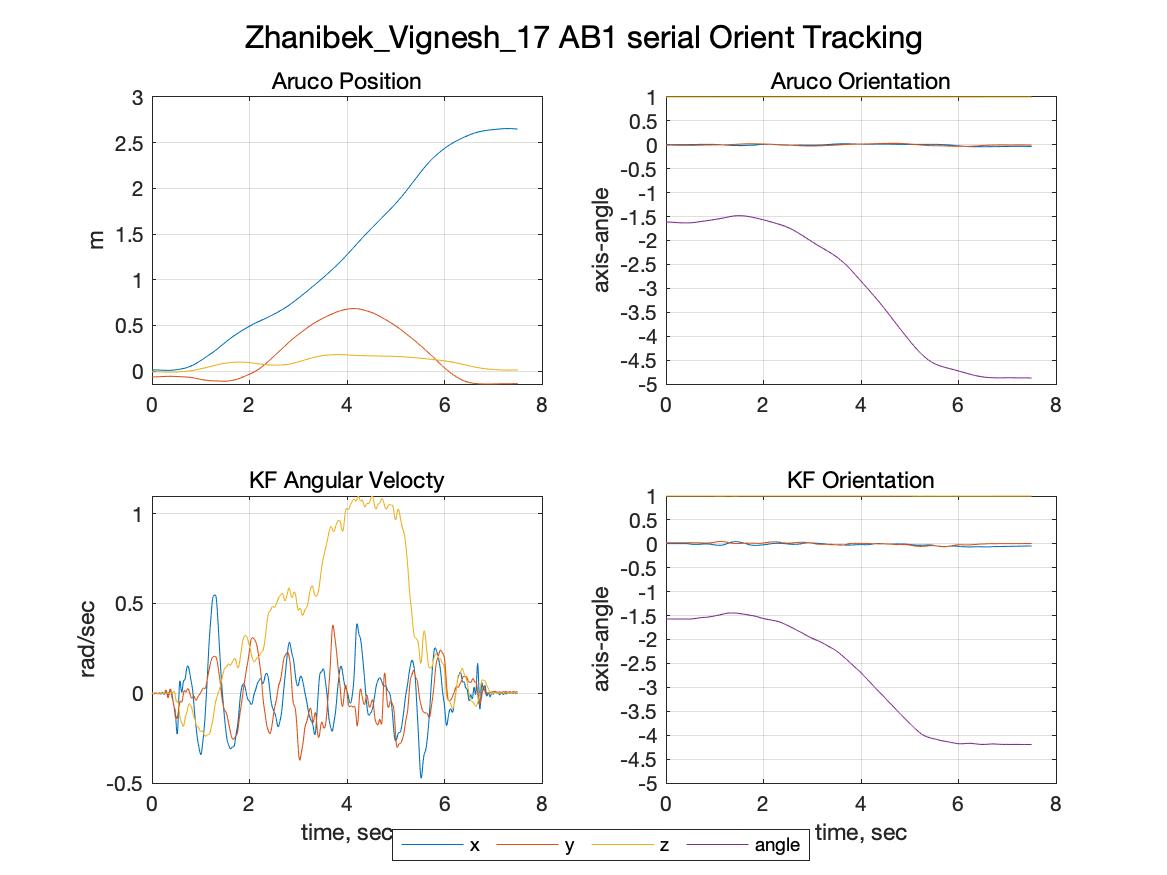 Zhanibek_Vignesh_17 AB1 serial Orient Tracking
Aruco Position
3
2.5
2
1.5
1
0.5
0
m
0 2 4 6 8
Aruco Orientation
1
0.5
0
-0.5
-1
-1.5
-2
-2.5
-3
-3.5
-4
-4.5
-5
axis-angle
0 2 4 6 8
KF Angular Velocty
1
0.5
0
-0.5
rad/sec
0 2 4 6 8
time, sec
KF Orientation
1
0.5
0
-0.5
-1
-1.5
-2
-2.5
-3
-3.5
-4
-4.5
-5
axis-angle
0 2 4 6 8
time, sec
x y z angle